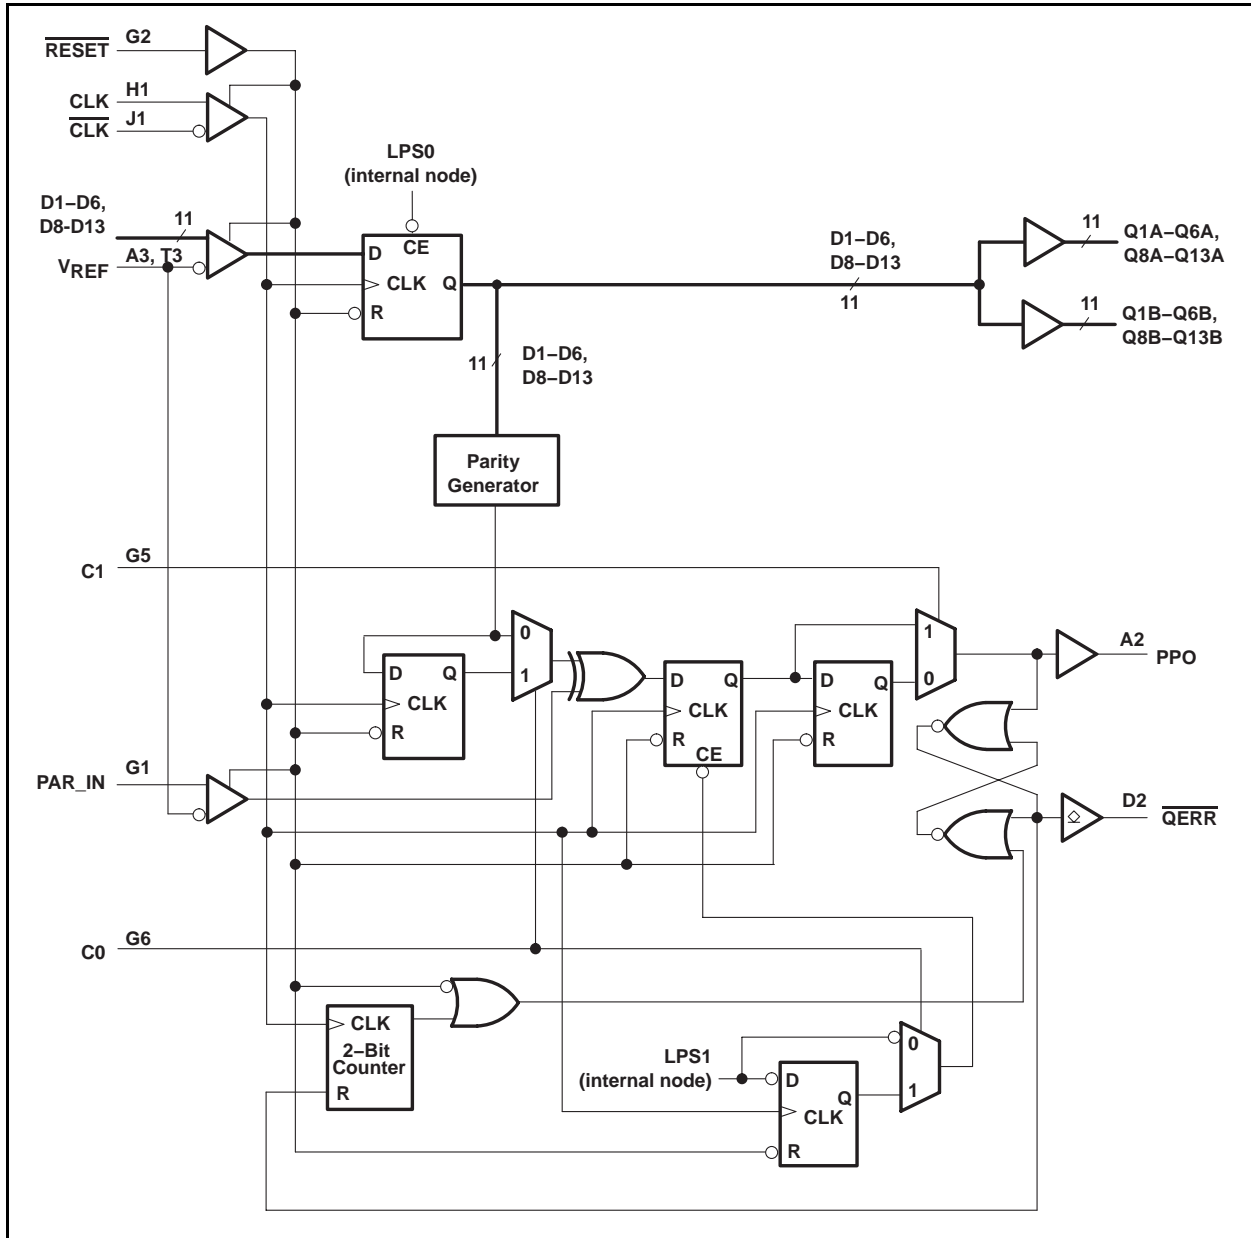 RESET G2
CLK H1
CLK J1
LPS0
(internal node)
D1–D6,
D8-D13
11
VREF A3, T3
CE
D
CLK Q
R
D1–D6,
D8–D13
11
11
Q1A–Q6A,
Q8A–Q13A
11
Q1B–Q6B,
Q8B–Q13B
11
D1–D6,
D8–D13
Parity
Generator
C1 G5
0
1
D Q
CLK
R
D Q
CLK
R
CE
D Q
CLK
R
1
0
A2
PPO
PAR_IN G1
D2
QERR
C0 G6
CLK
2–Bit
Counter
R
LPS1
(internal node)
D
Q
CLK
R
0
1